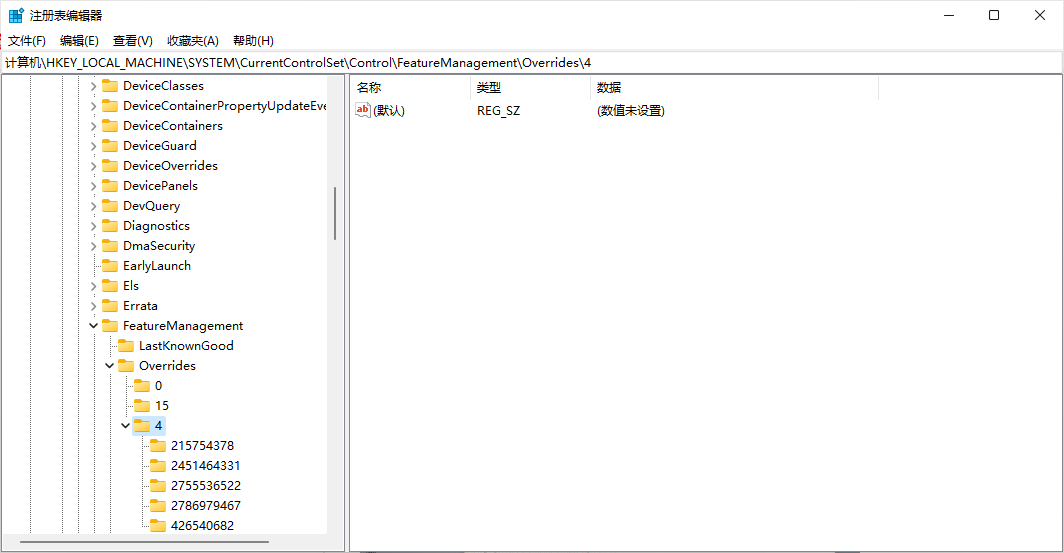 注册表编辑器
文件(F) 编辑(E) 查看(V) 收藏夹(A) 帮助(H)
计算机\HKEY_LOCAL_MACHINE\SYSTEM\CurrentControlSet\Control\FeatureManagement\Overrides\4
DeviceClasses
DeviceContainerPropertyUpdateEve
DeviceContainers
DeviceGuard
DeviceOverrides
DevicePanels
DevQuery
Diagnostics
DmaSecurity
EarlyLaunch
Els
Errata
FeatureManagement
LastKnownGood
Overrides
0
15
4
215754378
2451464331
2755536522
2786979467
426540682
名称 类型 数据
ab (默认) REG_SZ (数值未设置)